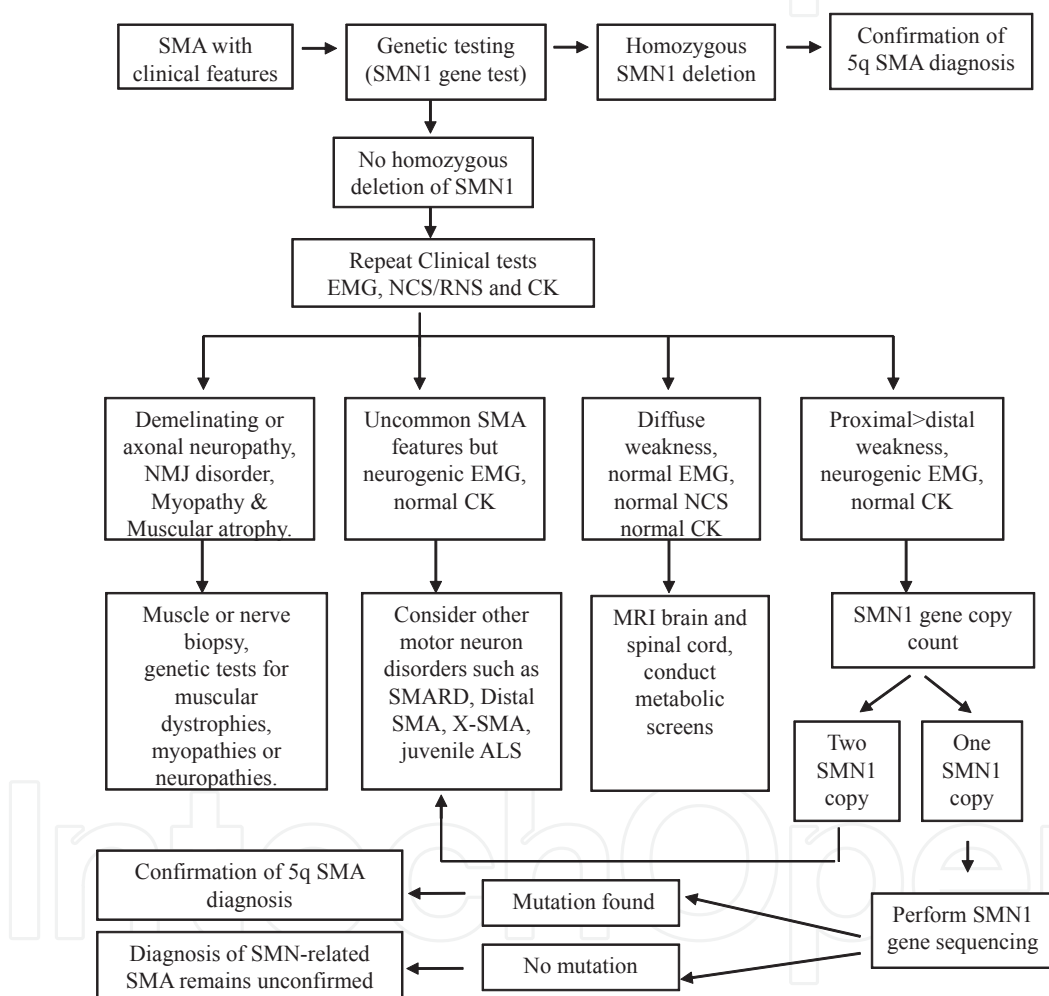 SMA with
clinical features
Genetic testing
(SMN1 gene test)
Homozygous
SMN1 deletion
Confirmation of
5q SMA diagnosis
No homozygous
deletion of SMN1
Repeat Clinical tests
EMG, NCS/RNS and CK
Demelinating or
axonal neuropathy,
NMJ disorder,
Myopathy &
Muscular atrophy.
Uncommon SMA
features but
neurogenic EMG,
normal CK
Diffuse
weakness,
normal EMG,
normal NCS
normal CK
Proximal>distal
weakness,
neurogenic EMG,
normal CK
Muscle or nerve
biopsy,
genetic tests for
muscular
dystrophies,
myopathies or
neuropathies.
Consider other
motor neuron
disorders such as
SMARD, Distal
SMA, X-SMA,
juvenile ALS
MRI brain and
spinal cord,
conduct
metabolic
screens
SMN1 gene copy
count
Two
SMN1
copy
One
SMN1
copy
Confirmation of 5q SMA
diagnosis
Mutation found
Perform SMN1
gene sequencing
Diagnosis of SMN-related
SMA remains unconfirmed
No mutation
IntechOpe